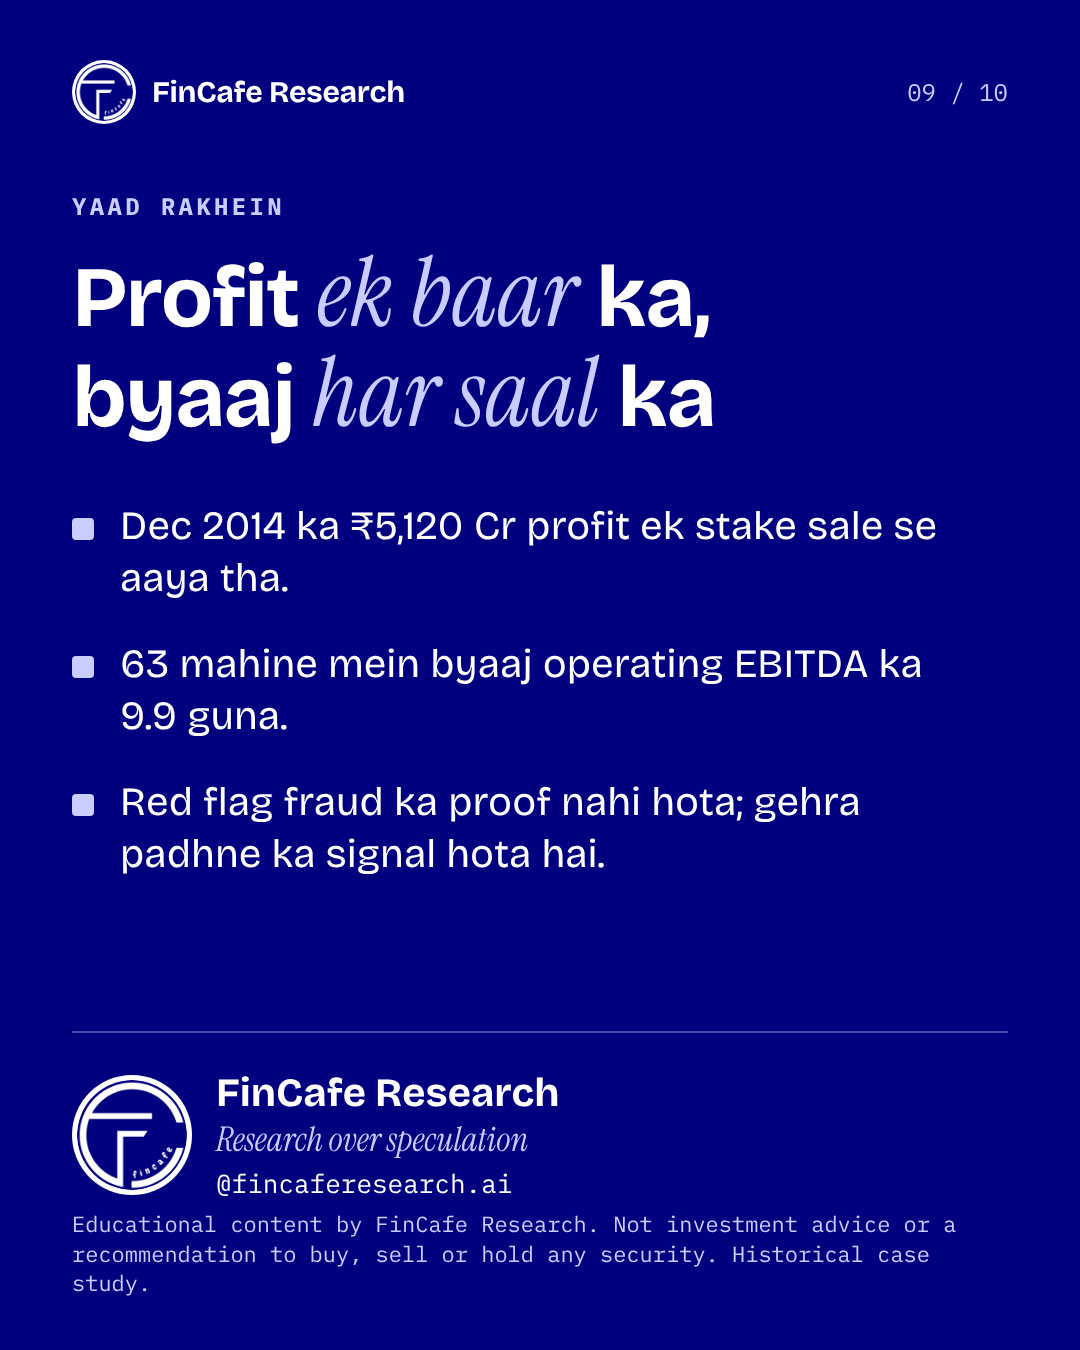 FinCafe Research
09 / 10
YAAD RAKHEIN
Profit ek baar ka,
byaaj har saal ka
Dec 2014 ka ₹5,120 Cr profit ek stake sale se
aaya tha.
63 mahine mein byaaj operating EBITDA ka
9.9 guna.
Red flag fraud ka proof nahi hota; gehra
padhne ka signal hota hai.
fincafe
FinCafe Research
Research over speculation
@fincaferesearch.ai
Educational content by FinCafe Research. Not investment advice or a
recommendation to buy, sell or hold any security. Historical case
study.